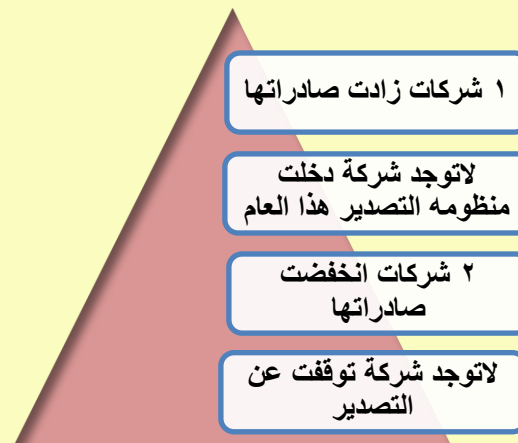 ١ شركات زادت صادراتها
لاتوجد شركة دخلت
منظومه التصدير هذا العام
٢ شركات انخفضت
صادراتها
لاتوجد شركة توقفت عن
التصدير